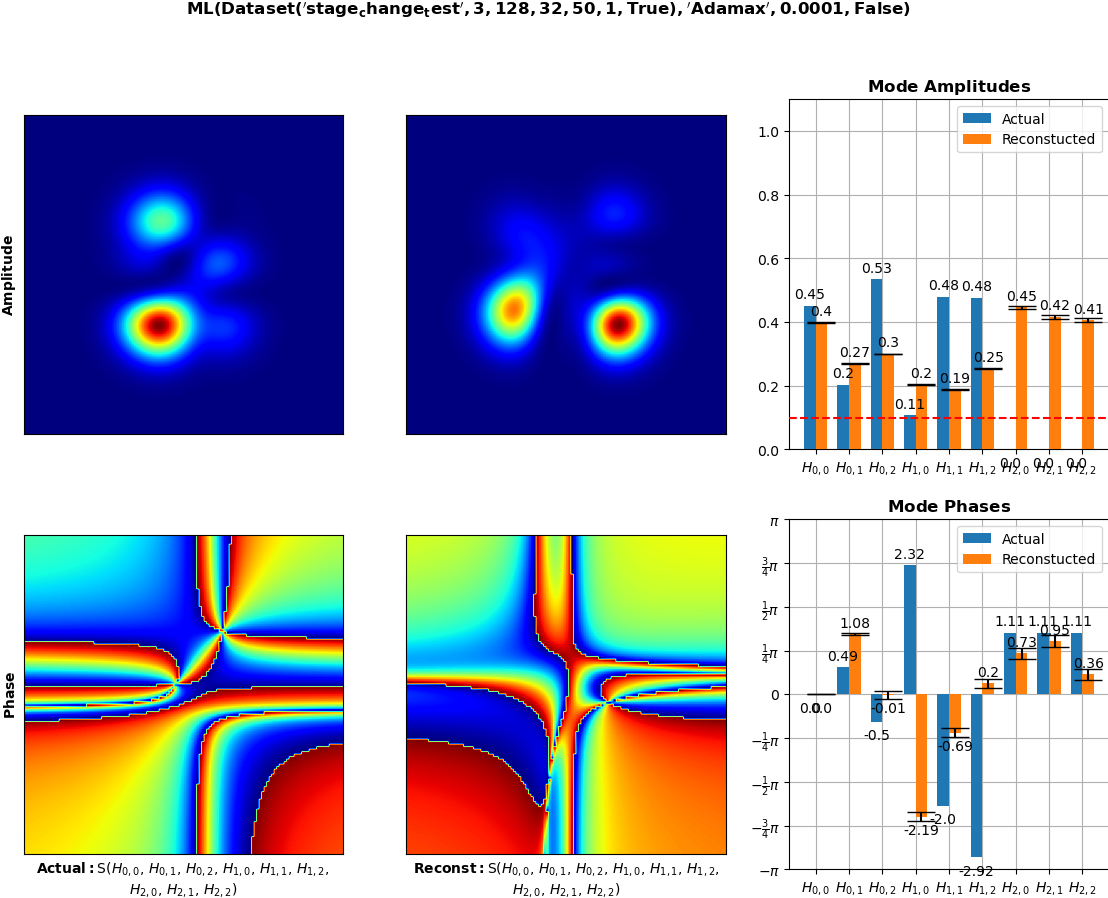 ML(Dataset('stage_change_test', 3, 128, 32, 50, 1, True), 'Adamax', 0.0001, False)
Amplitude
Mode Amplitudes
Actual
Reconstucted
1.0
0.8
0.6
0.4
0.2
0.0
0.45
0.4
0.2
0.27
0.53
0.3
0.11
0.2
0.48
0.19
0.48
0.25
0.0
0.45
0.0
0.42
0.0
0.41
H0,0 H0,1 H0,2 H1,0 H1,1 H1,2 H2,0 H2,1 H2,2
Phase
Actual: S(H0,0, H0,1, H0,2, H1,0, H1,1, H1,2,
H2,0, H2,1, H2,2)
Reconst: S(H0,0, H0,1, H0,2, H1,0, H1,1, H1,2,
H2,0, H2,1, H2,2)
Mode Phases
Actual
Reconstucted
π
3/4π
1/2π
1/4π
0
−1/4π
−1/2π
−3/4π
−π
0.0
0.0
0.49
1.08
-0.5
-0.01
2.32
-2.19
-2.0
-0.69
-2.92
0.2
1.11
0.73
1.11
0.95
1.11
0.36
H0,0 H0,1 H0,2 H1,0 H1,1 H1,2 H2,0 H2,1 H2,2